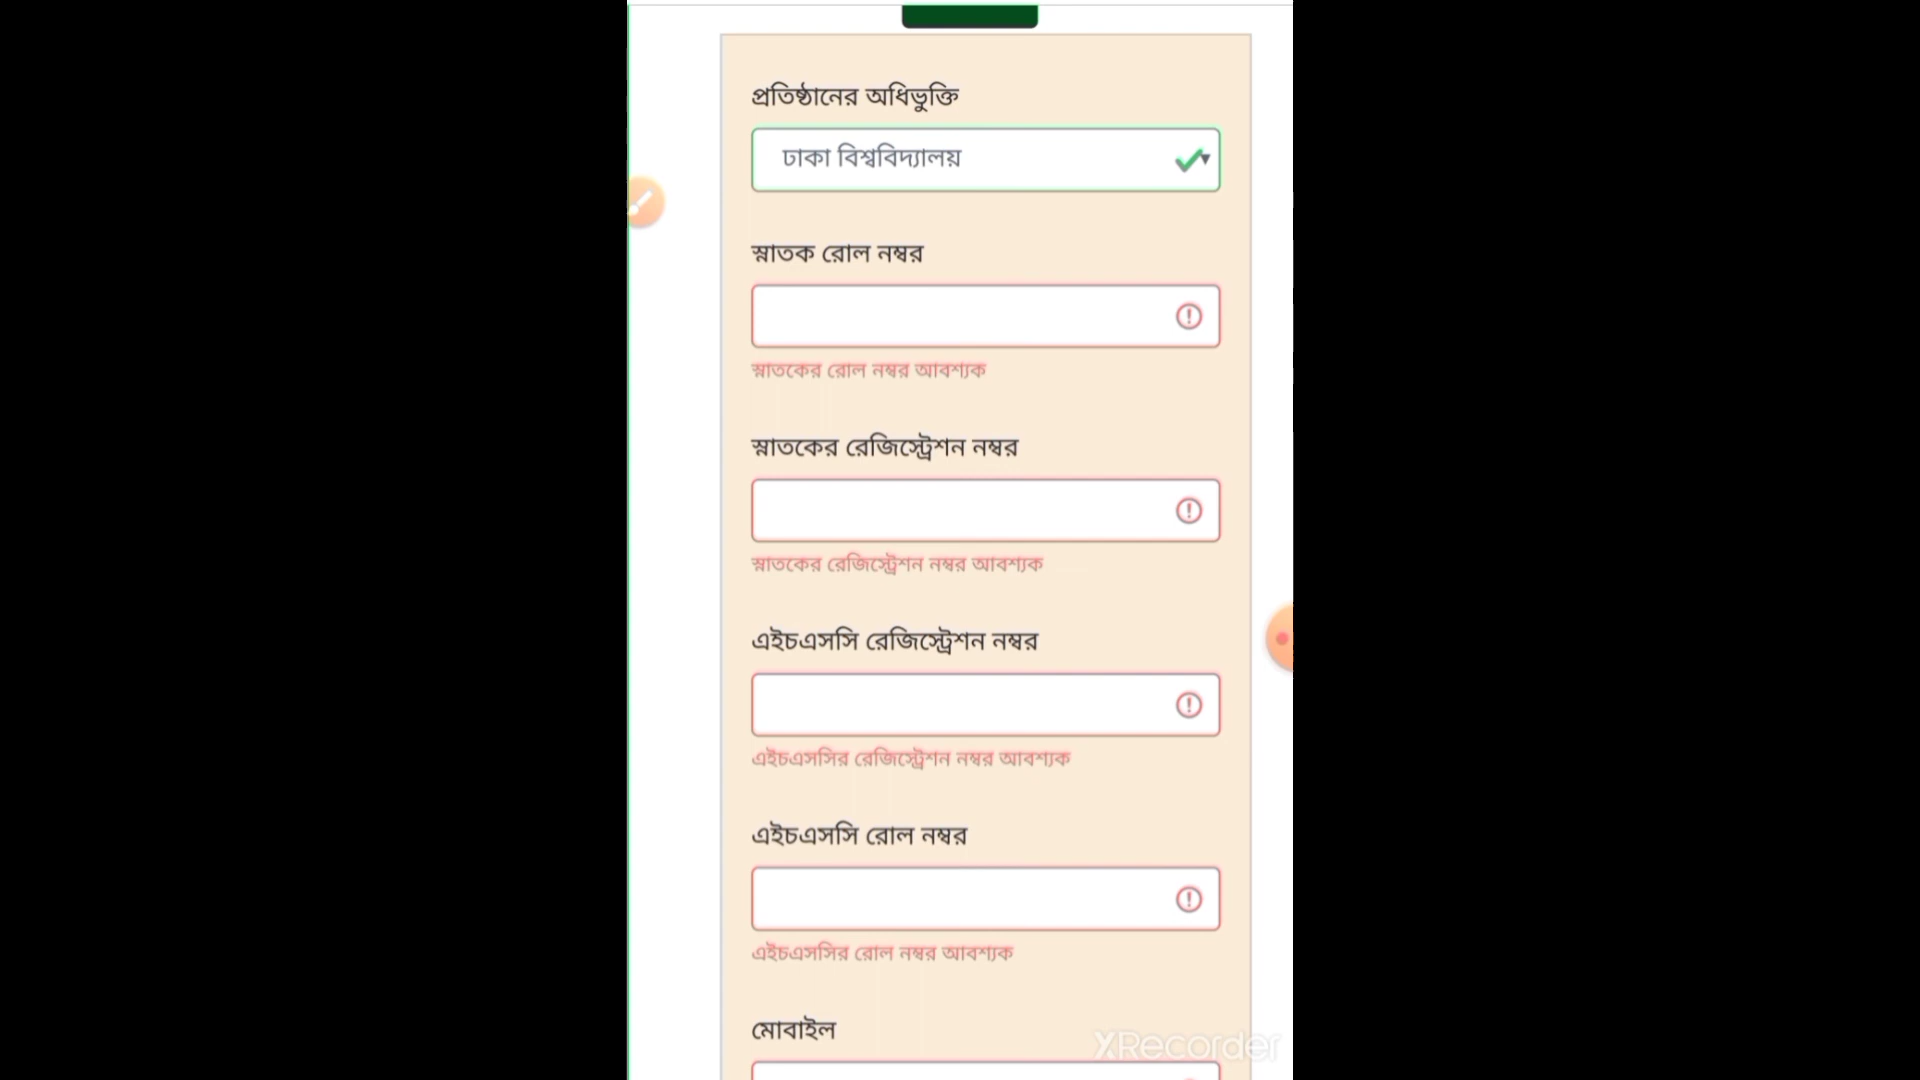 প্রতিষ্ঠানের অধিভুক্তি
ঢাকা বিশ্ববিদ্যালয়
স্নাতক রোল নম্বর
স্নাতকের রোল নম্বর আবশ্যক
স্নাতকের রেজিস্ট্রেশন নম্বর
স্নাতকের রেজিস্ট্রেশন নম্বর আবশ্যক
এইচএসসি রেজিস্ট্রেশন নম্বর
এইচএসসির রেজিস্ট্রেশন নম্বর আবশ্যক
এইচএসসি রোল নম্বর
এইচএসসির রোল নম্বর আবশ্যক
মোবাইল
XRecorder